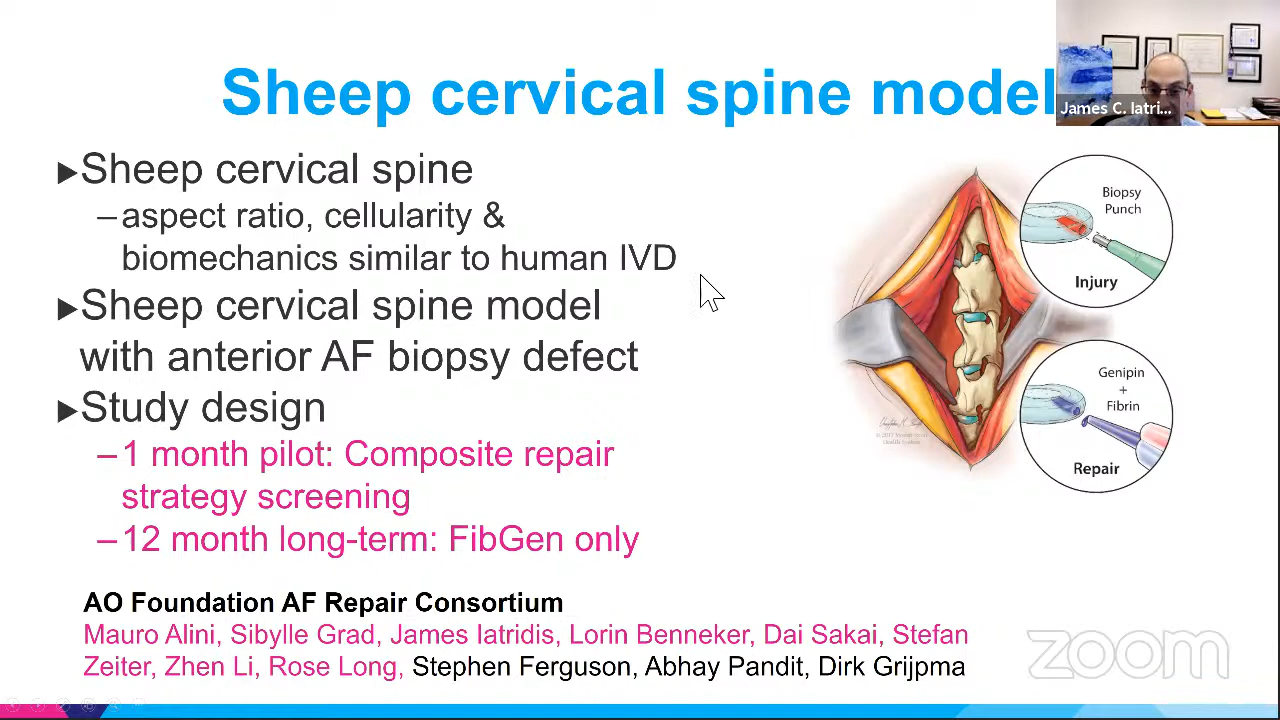 Sheep cervical spine model
James C. Iatri...
▶Sheep cervical spine
–aspect ratio, cellularity &
biomechanics similar to human IVD
▶Sheep cervical spine model
with anterior AF biopsy defect
▶Study design
–1 month pilot: Composite repair
strategy screening
–12 month long-term: FibGen only
Biopsy
Punch
Injury
Genipin
+
Fibrin
Repair
AO Foundation AF Repair Consortium
Mauro Alini, Sibylle Grad, James Iatridis, Lorin Benneker, Dai Sakai, Stefan
Zeiter, Zhen Li, Rose Long, Stephen Ferguson, Abhay Pandit, Dirk Grijpma
zoom